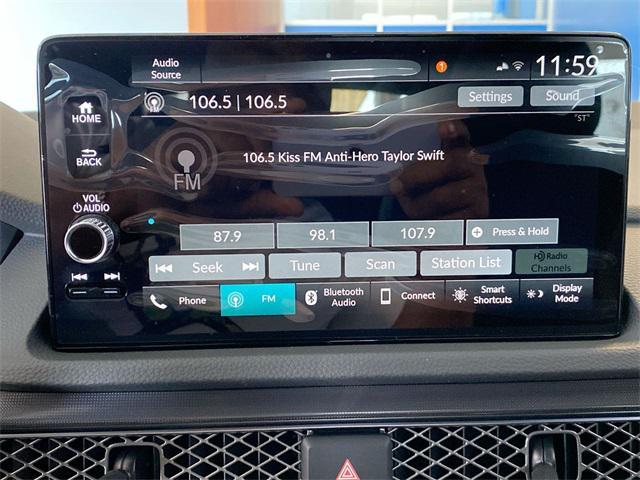 Audio
Source
1
11:59
HOME
106.5 | 106.5
Settings
Sound
"ST"
BACK
106.5 Kiss FM Anti-Hero Taylor Swift
FM
VOL
AUDIO
87.9
98.1
107.9
Press & Hold
Seek
Tune
Scan
Station List
HD Radio
Channels
Phone
FM
Bluetooth
Audio
Connect
Smart
Shortcuts
Display
Mode